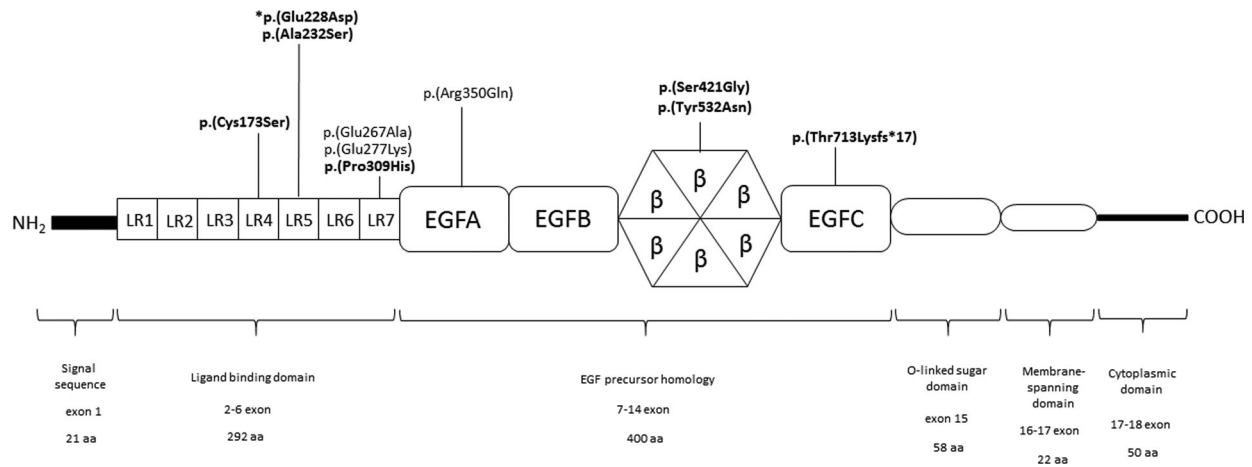 *p.(Glu228Asp)
p.(Ala232Ser)
p.(Cys173Ser)
p.(Glu267Ala)
p.(Glu277Lys)
p.(Pro309His)
p.(Arg350Gln)
p.(Ser421Gly)
p.(Tyr532Asn)
p.(Thr713Lysfs*17)
NH₂
LR1
LR2
LR3
LR4
LR5
LR6
LR7
EGFA
EGFB
β
β
β
β
β
β
EGFC
COOH
Signal
sequence
exon 1
21 aa
Ligand binding domain
2-6 exon
292 aa
EGF precursor homology
7-14 exon
400 aa
O-linked sugar
domain
exon 15
58 aa
Membrane-
spanning
domain
16-17 exon
22 aa
Cytoplasmic
domain
17-18 exon
50 aa